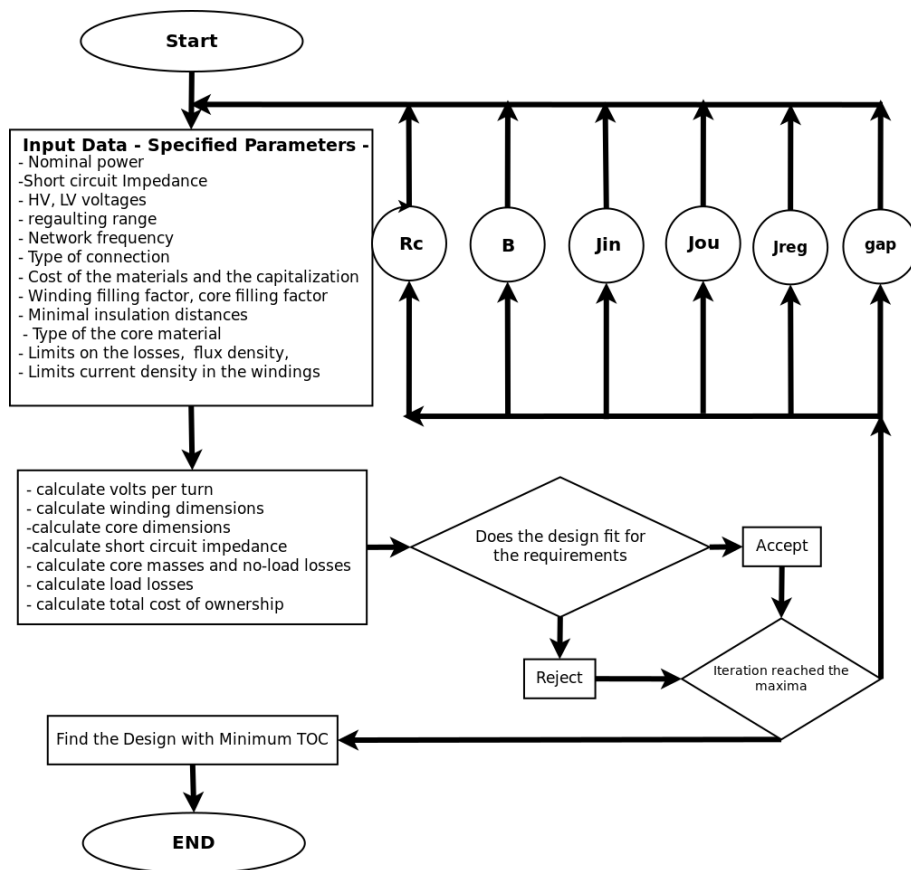 Start
Input Data - Specified Parameters -
- Nominal power
-Short circuit Impedance
- HV, LV voltages
- regaulting range
- Network frequency
- Type of connection
- Cost of the materials and the capitalization
- Winding filling factor, core filling factor
- Minimal insulation distances
- Type of the core material
- Limits on the losses, flux density,
- Limits current density in the windings
Rc
B
Jin
Jou
Jreg
gap
- calculate volts per turn
- calculate winding dimensions
-calculate core dimensions
-calculate short circuit impedance
- calculate core masses and no-load losses
- calculate load losses
- calculate total cost of ownership
Does the design fit for
the requirements
Accept
Reject
Iteration reached the
maxima
Find the Design with Minimum TOC
END